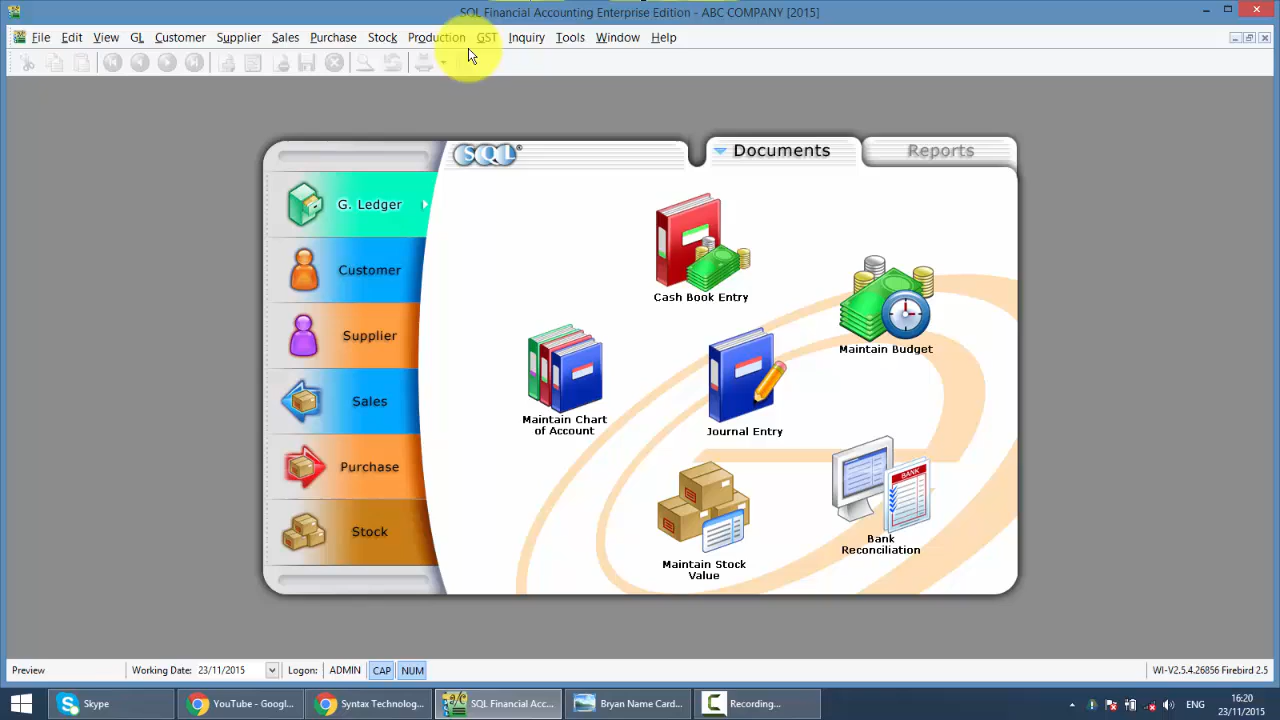 SQL Financial Accounting Enterprise Edition - ABC COMPANY [2015]
File Edit View GL Customer Supplier Sales Purchase Stock Production GST Inquiry Tools Window Help
SQL®
Documents
Reports
G. Ledger
Customer
Supplier
Sales
Purchase
Stock
Cash Book Entry
Maintain Budget
Maintain Chart
of Account
Journal Entry
Bank
Reconciliation
BANK
Maintain Stock
Value
Preview Working Date: 23/11/2015 Logon: ADMIN CAP NUM WI-V2.5.4.26856 Firebird 2.5
Skype YouTube - Googl... Syntax Technolog... SQL Financial Acc... Bryan Name Card... Recording... ENG 16:20
23/11/2015